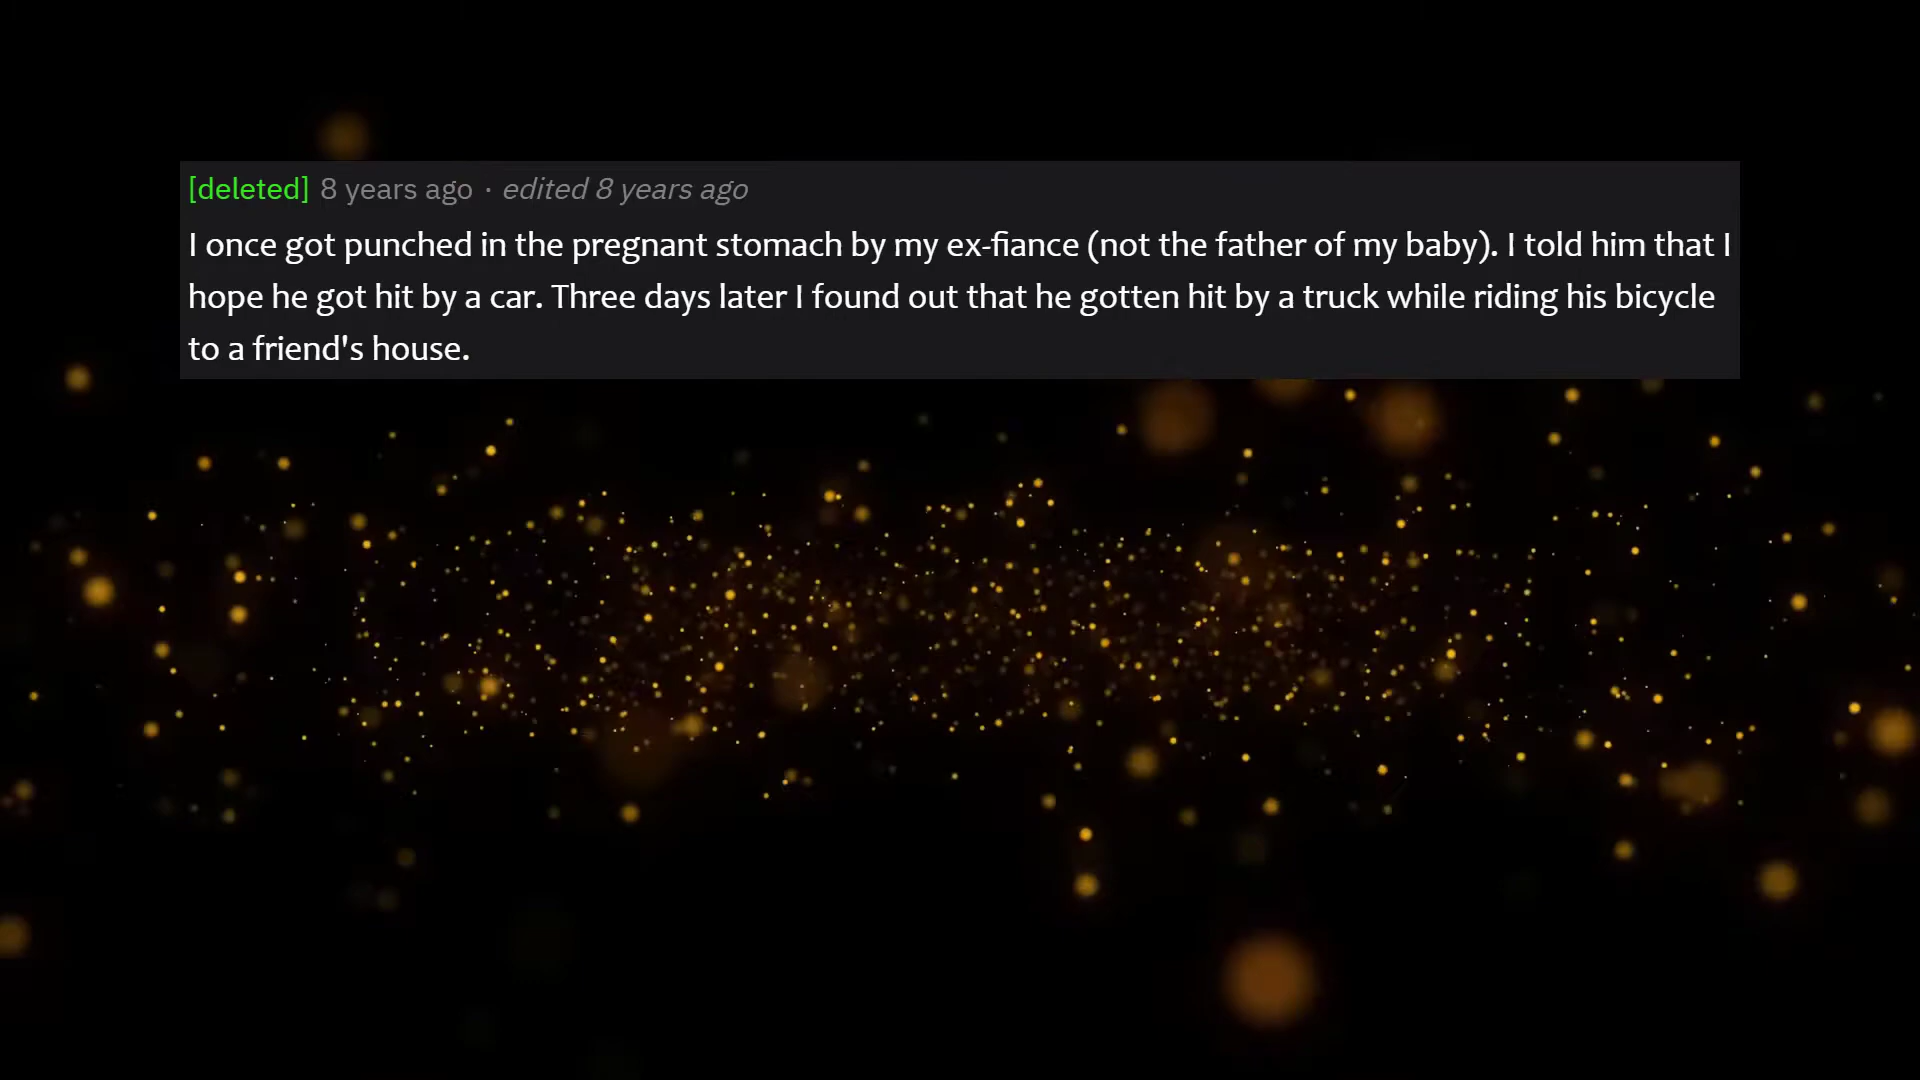 [deleted] 8 years ago · edited 8 years ago
I once got punched in the pregnant stomach by my ex-fiance (not the father of my baby). I told him that I
hope he got hit by a car. Three days later I found out that he gotten hit by a truck while riding his bicycle
to a friend's house.